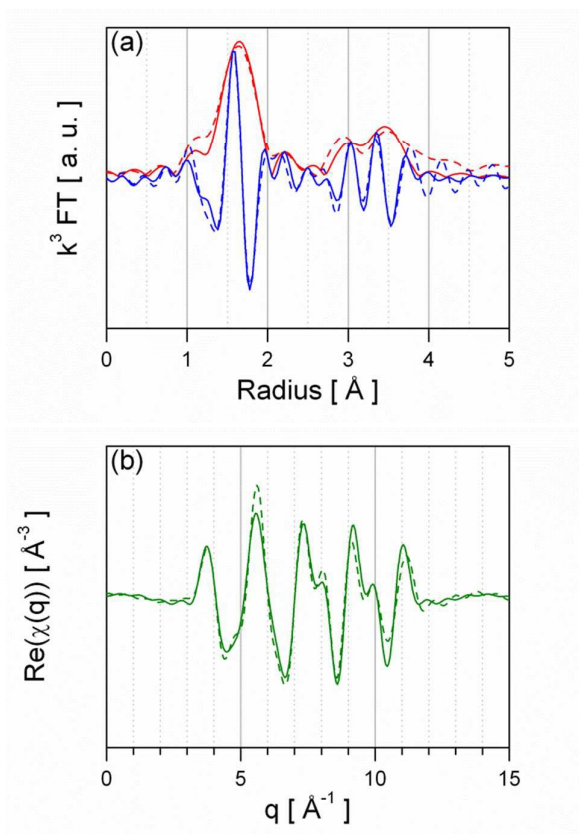 (a)
k³ FT [ a. u. ]
0 1 2 3 4 5
Radius [ Å ]
(b)
Re(χ(q)) [ Å⁻³ ]
0 5 10 15
q [ Å⁻¹ ]